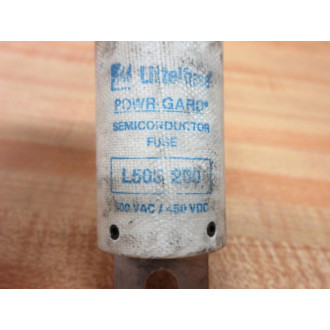 Littelfuse
POWR-GARD®
SEMICONDUCTOR
FUSE
L50S 200
500 VAC / 450 VDC